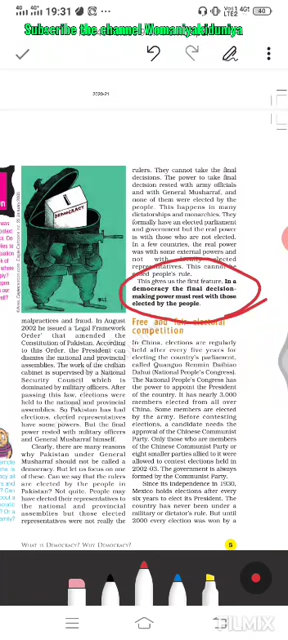 19:31
40
Subscribe the channel Womaniyakiduniya
2020-21
DEMOCRACY
rulers. They cannot take the final
decisions. The power to take final
decision rested with army officials
and with General Musharraf, and
none of them were elected by the
people. This happens in many
dictatorships and monarchies. They
formally have an elected parliament
and government but the real power
is with those who are not elected.
In a few countries, the real power
was with some external powers and
not with locally elected
representatives. This cannot be
people's rule.
This gives us the first feature. In a
democracy the final decision-
making power must rest with those
elected by the people.
malpractices and fraud. In August
2002 he issued a 'Legal Framework
Order' that amended the
Constitution of Pakistan. According
to this Order, the President can
dismiss the national and provincial
assemblies. The work of the civilian
cabinet is supervised by a National
Security Council which is
dominated by military officers. After
passing this law, elections were
held to the national and provincial
assemblies. So Pakistan has had
elections, elected representatives
have some powers. But the final
power rested with military officers
and General Musharraf himself.
Clearly, there are many reasons
why Pakistan under General
Musharraf should not be called a
democracy. But let us focus on one
of these. Can we say that the rulers
are elected by the people in
Pakistan? Not quite. People may
have elected their representatives to
the national and provincial
assemblies but those elected
representatives were not really the
Free and fair electoral
competition
In China, elections are regularly
held after every five years for
electing the country's parliament,
called Quanguo Renmin Daibiao
Dahui (National People's Congress).
The National People's Congress has
the power to appoint the President
of the country. It has nearly 3,000
members elected from all over
China. Some members are elected
by the army. Before contesting
elections, a candidate needs the
approval of the Chinese Communist
Party. Only those who are members
of the Chinese Communist Party or
eight smaller parties allied to it were
allowed to contest elections held in
2002-03. The government is always
formed by the Communist Party.
Since its independence in 1930,
Mexico holds elections after every
six years to elect its President. The
country has never been under a
military or dictator's rule. But until
2000 every election was won by a
What is Democracy? Why Democracy?
FILMIX